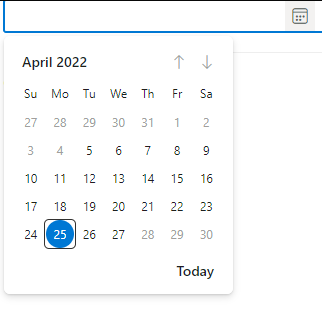 April 2022
Su Mo Tu We Th Fr Sa
27 28 29 30 31 1 2
3 4 5 6 7 8 9
10 11 12 13 14 15 16
17 18 19 20 21 22 23
24 25 26 27 28 29 30
Today